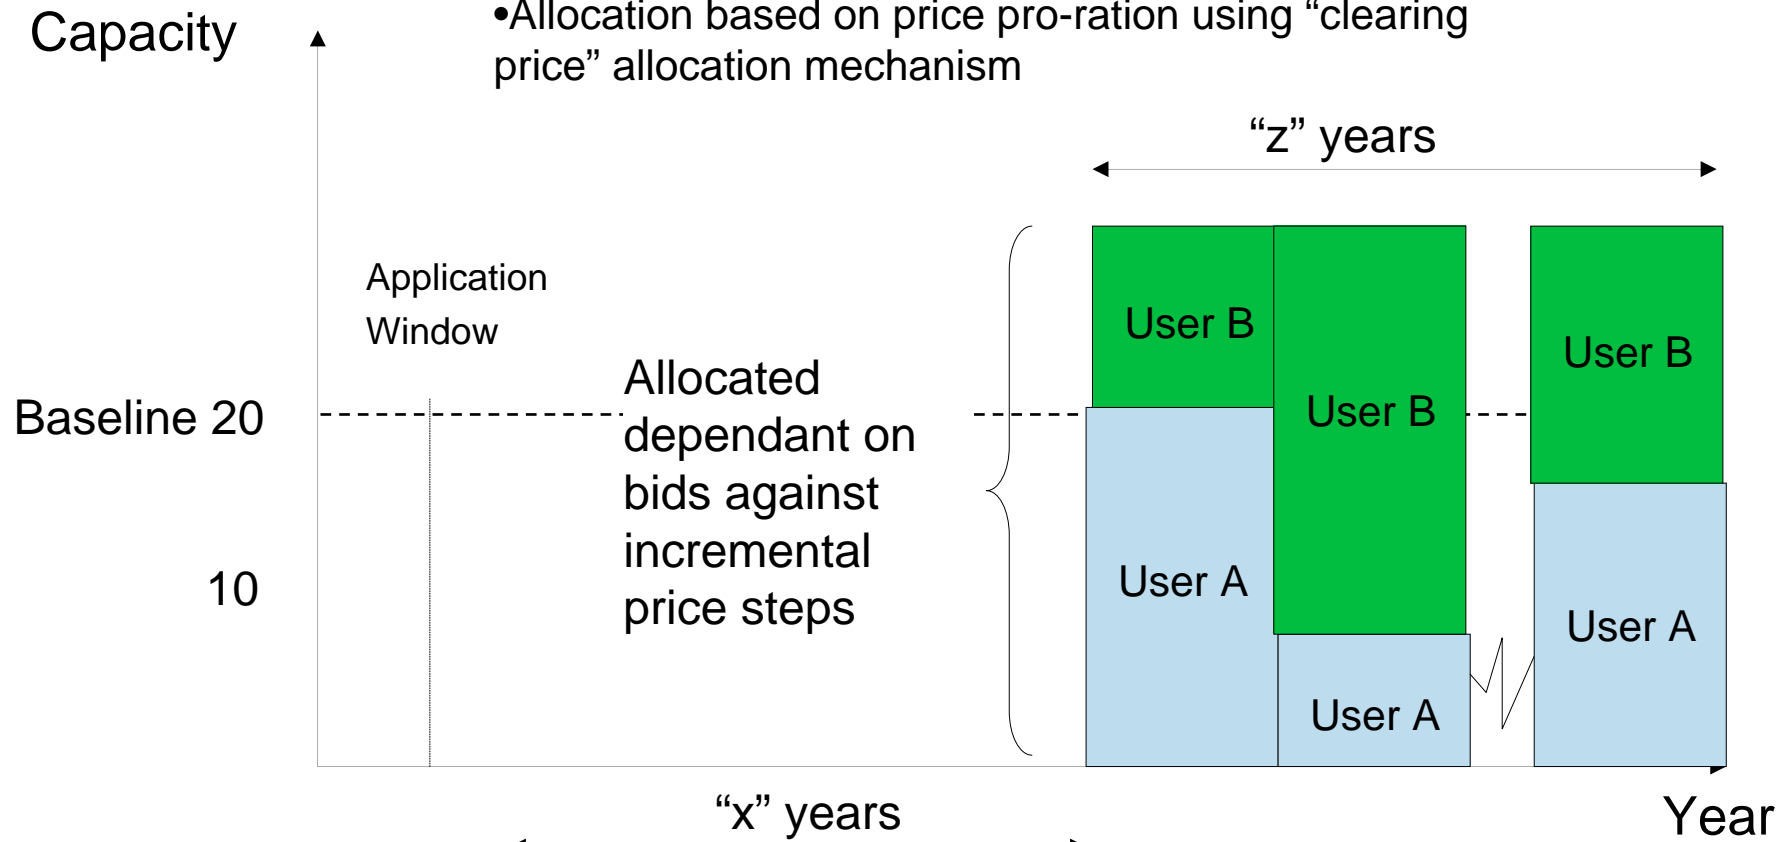 Capacity
•Allocation based on price pro-ration using “clearing
price” allocation mechanism
“z” years
Application
Window
User B
User B
User B
Allocated
dependant on
bids against
incremental
price steps
Baseline 20
10
User A
User A
User A
“x” years
Year